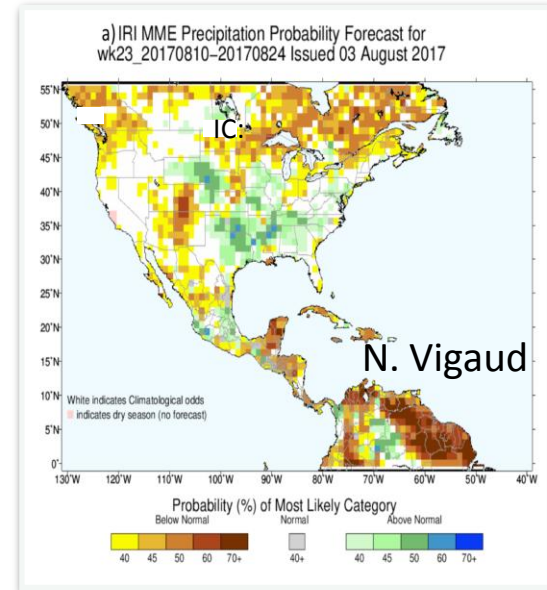 a) IRI MME Precipitation Probability Forecast for
wk23_20170810-20170824 Issued 03 August 2017
IC:
N. Vigaud
55°N
50°N
45°N
40°N
35°N
30°N
25°N
20°N
15°N
10°N
5°N
0°
White indicates Climatological odds
indicates dry season (no forecast)
130°W 120°W 110°W 100°W 90°W 80°W 70°W 60°W 50°W 40°W
Probability (%) of Most Likely Category
Below Normal Normal Above Normal
40 45 50 60 70+ 40+ 40 45 50 60 70+